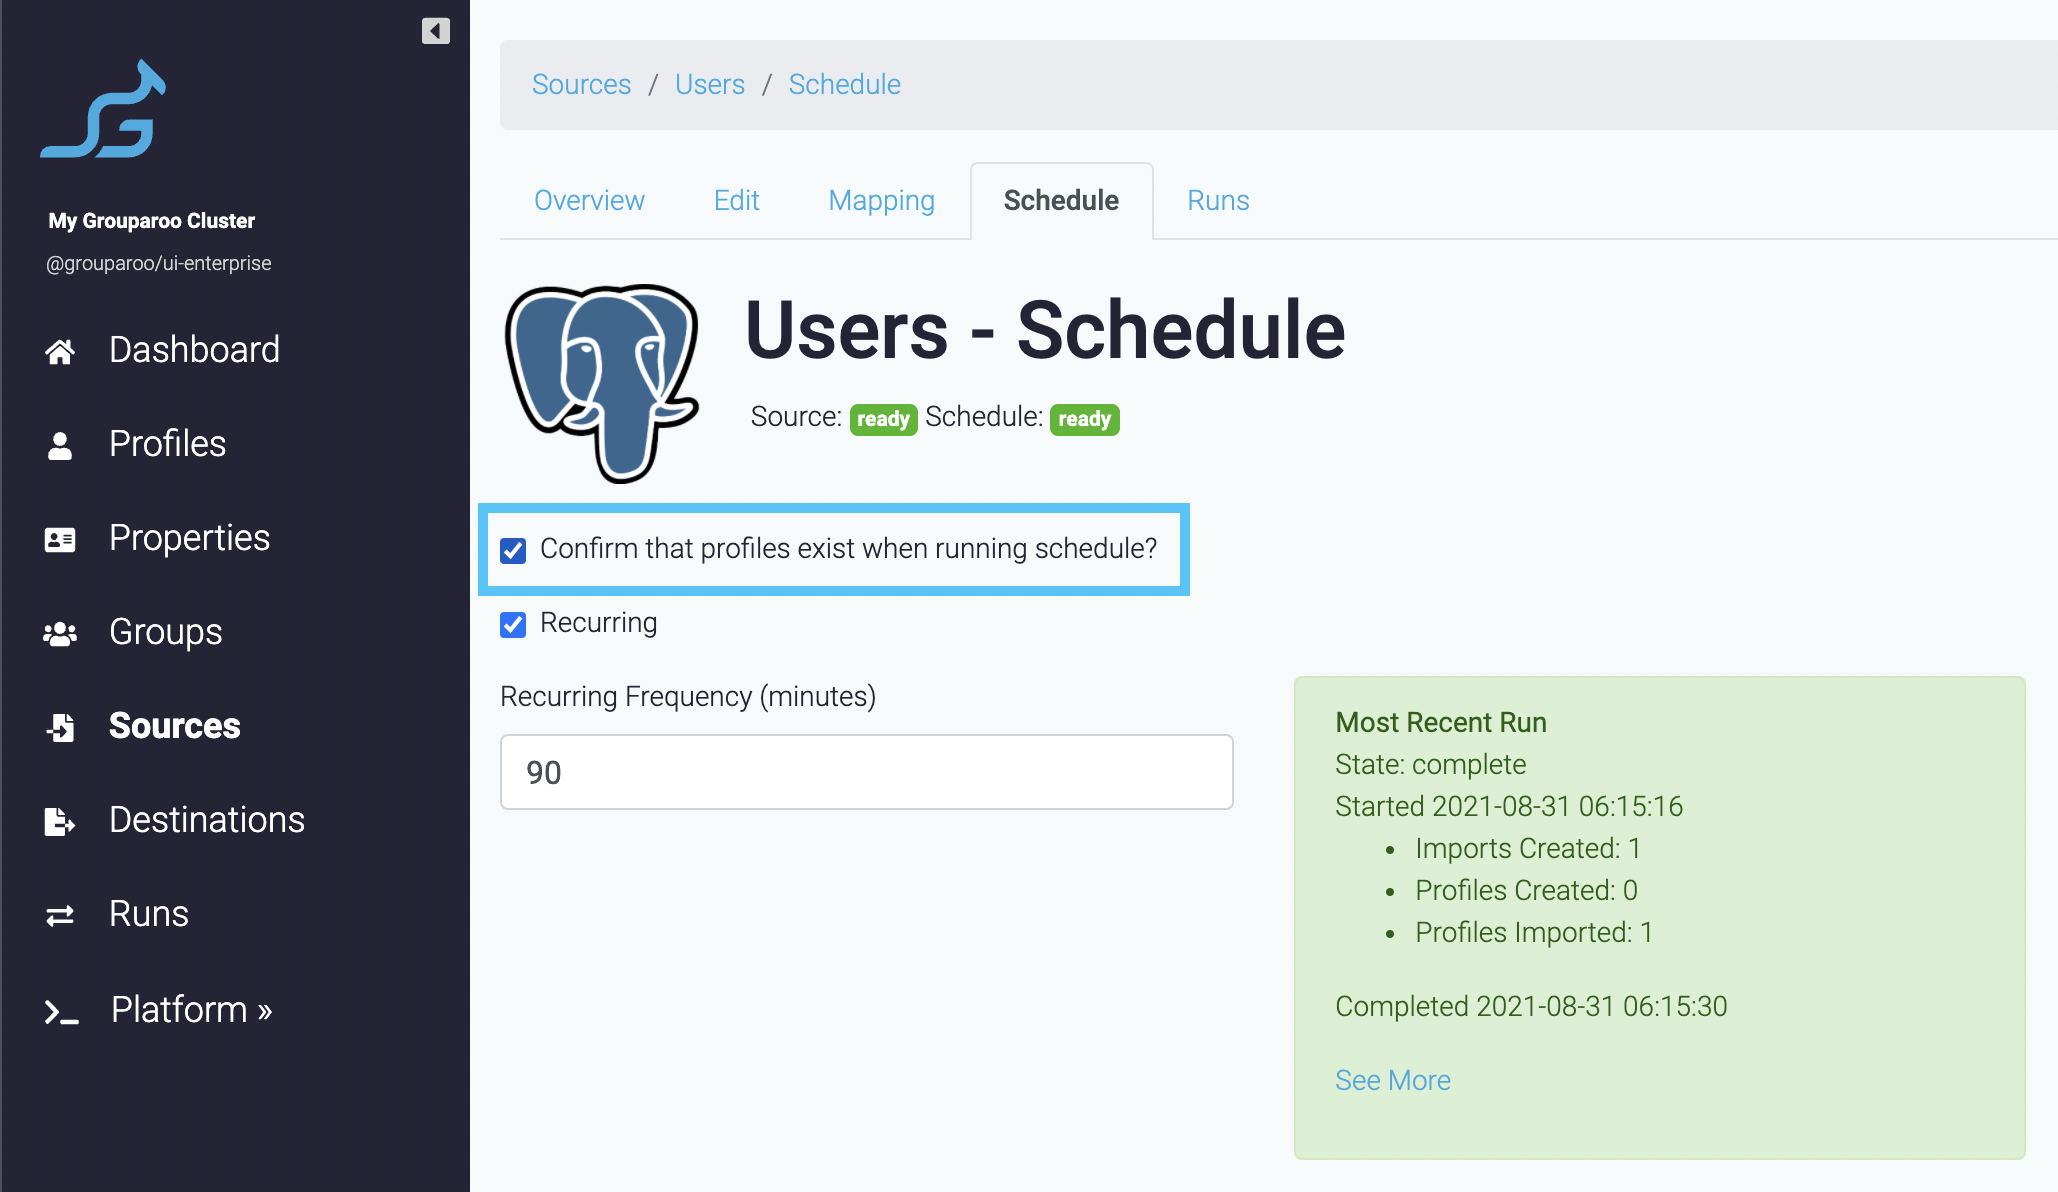 My Grouparoo Cluster
@grouparoo/ui-enterprise
Dashboard
Profiles
Properties
Groups
Sources
Destinations
Runs
Platform »
Sources / Users / Schedule
Overview Edit Mapping Schedule Runs
Users - Schedule
Source: ready Schedule: ready
Confirm that profiles exist when running schedule?
Recurring
Recurring Frequency (minutes)
90
Most Recent Run
State: complete
Started 2021-08-31 06:15:16
• Imports Created: 1
• Profiles Created: 0
• Profiles Imported: 1
Completed 2021-08-31 06:15:30
See More